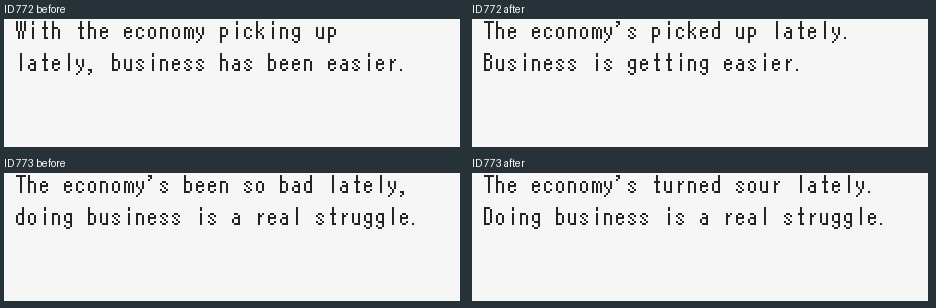 ID772 before
With the economy picking up
lately, business has been easier.
ID772 after
The economy's picked up lately.
Business is getting easier.
ID773 before
The economy's been so bad lately,
doing business is a real struggle.
ID773 after
The economy's turned sour lately.
Doing business is a real struggle.